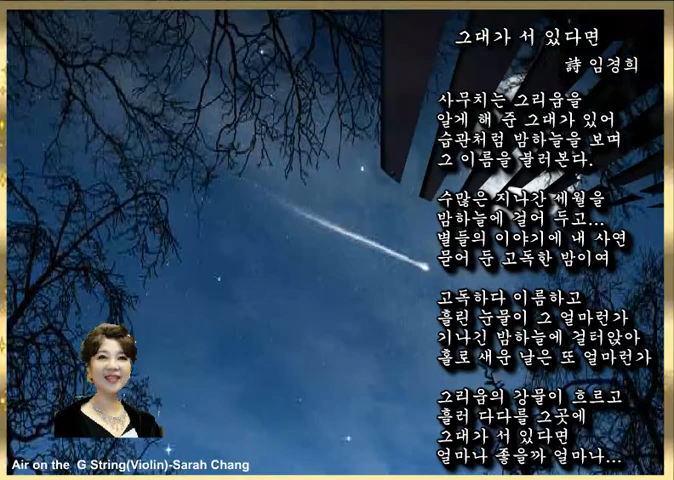 그대가 서 있다면
詩 임경희
사무치는 그리움을
알게 해 준 그대가 있어
습관처럼 밤하늘을 보며
그 이름을 불러본다.
수많은 지나간 세월을
밤하늘에 걸어 두고...
별들의 이야기에 내 사연
묻어 둔 고독한 밤이여
고독하다 이름하고
흘린 눈물이 그 얼마런가
기나긴 밤하늘에 걸터앉아
홀로 새운 날은 또 얼마런가
그리움의 강물이 흐르고
흘러 다다를 그곳에
그대가 서 있다면
얼마나 좋을까 얼마나...
Air on the G String(Violin)-Sarah Chang